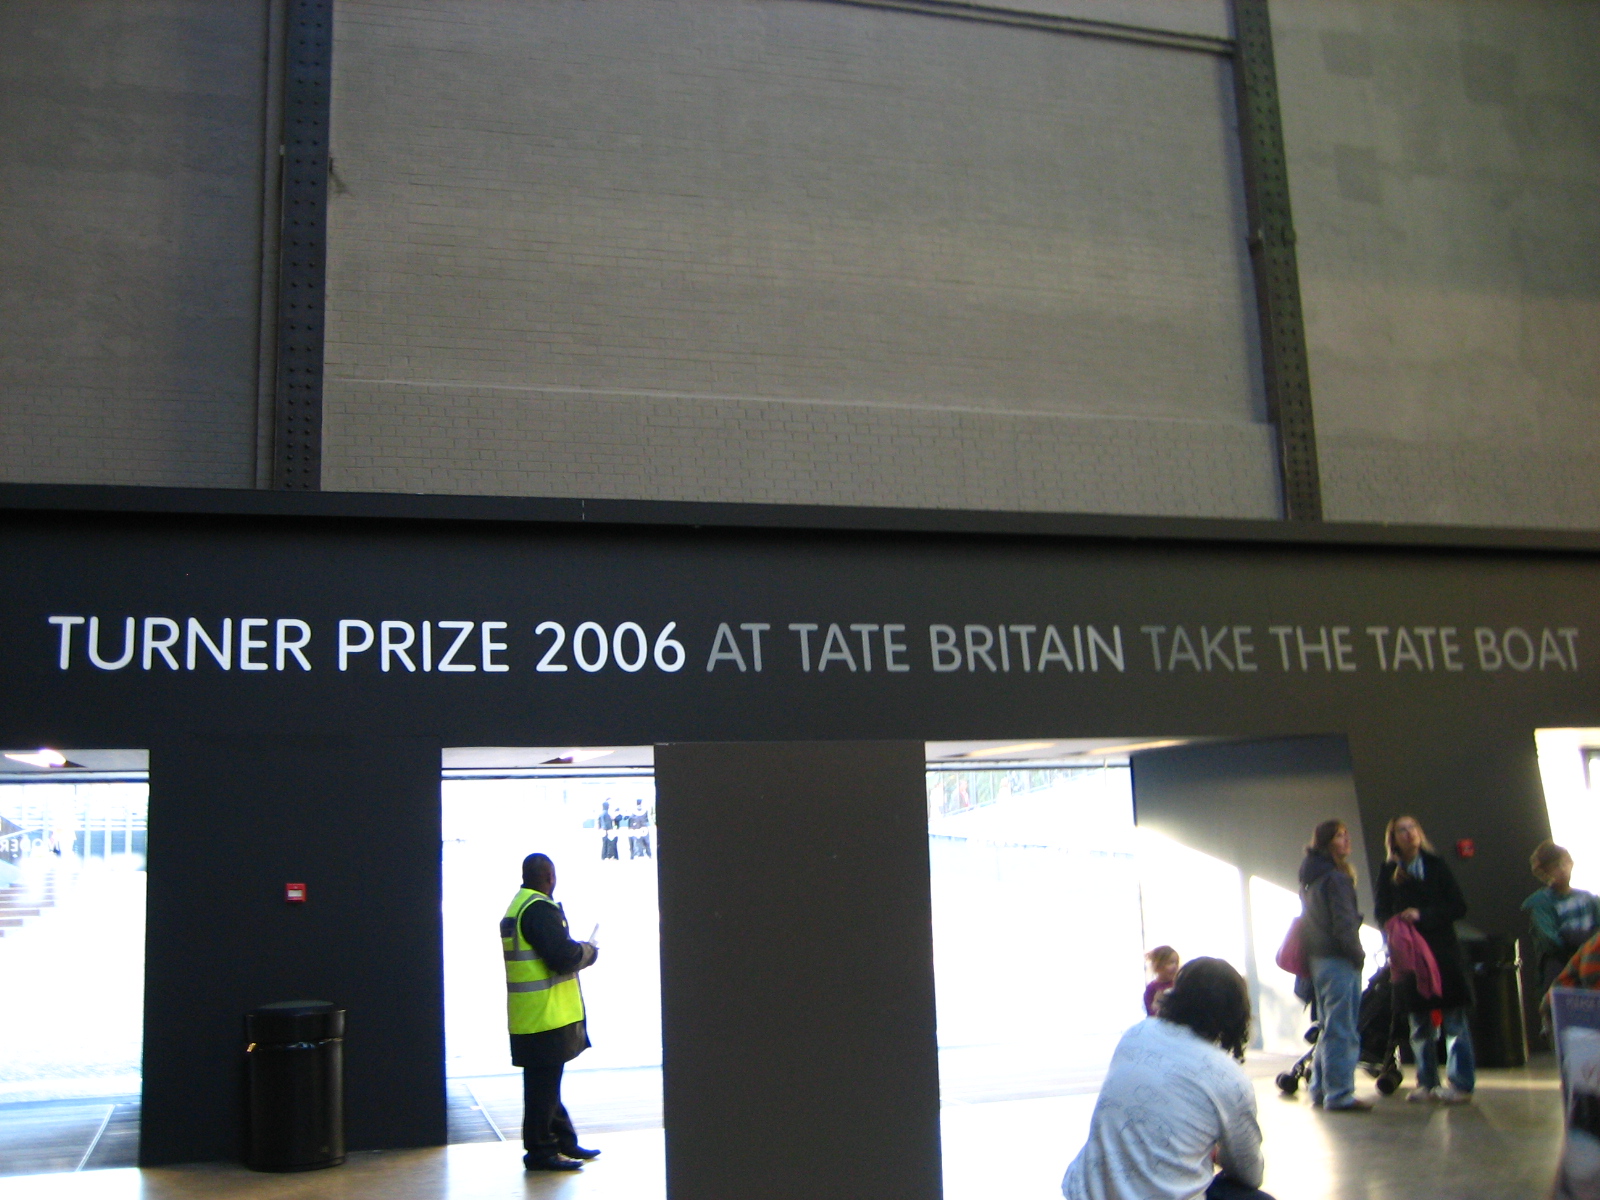 TURNER PRIZE 2006 AT TATE BRITAIN TAKE THE TATE BOAT